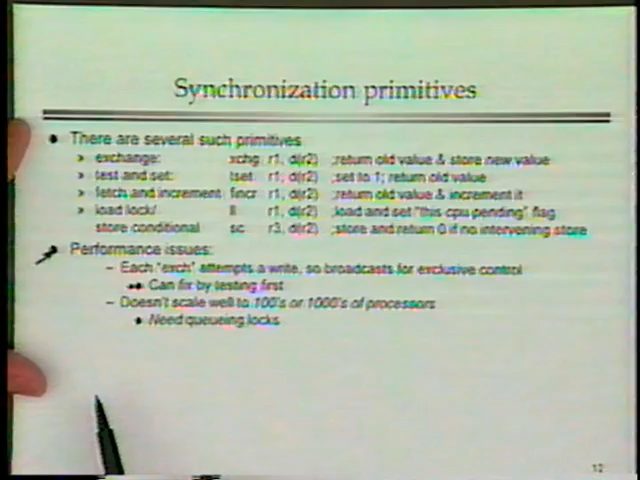 Synchronization primitives
There are several such primitives
» exchange: xchg r1, d(r2) ;return old value & store new value
» test and set: tset r1, d(r2) ;set to 1; return old value
» fetch and increment fincr r1, d(r2) ;return old value & increment it
» load lock/ ll r1, d(r2) ;load and set "this cpu pending" flag
store conditional sc r3, d(r2) ;store and return 0 if no intervening store
Performance issues:
– Each "exch" attempts a write, so broadcasts for exclusive control
Can fix by testing first
– Doesn't scale well to 100's or 1000's of processors
Need queueing locks
12